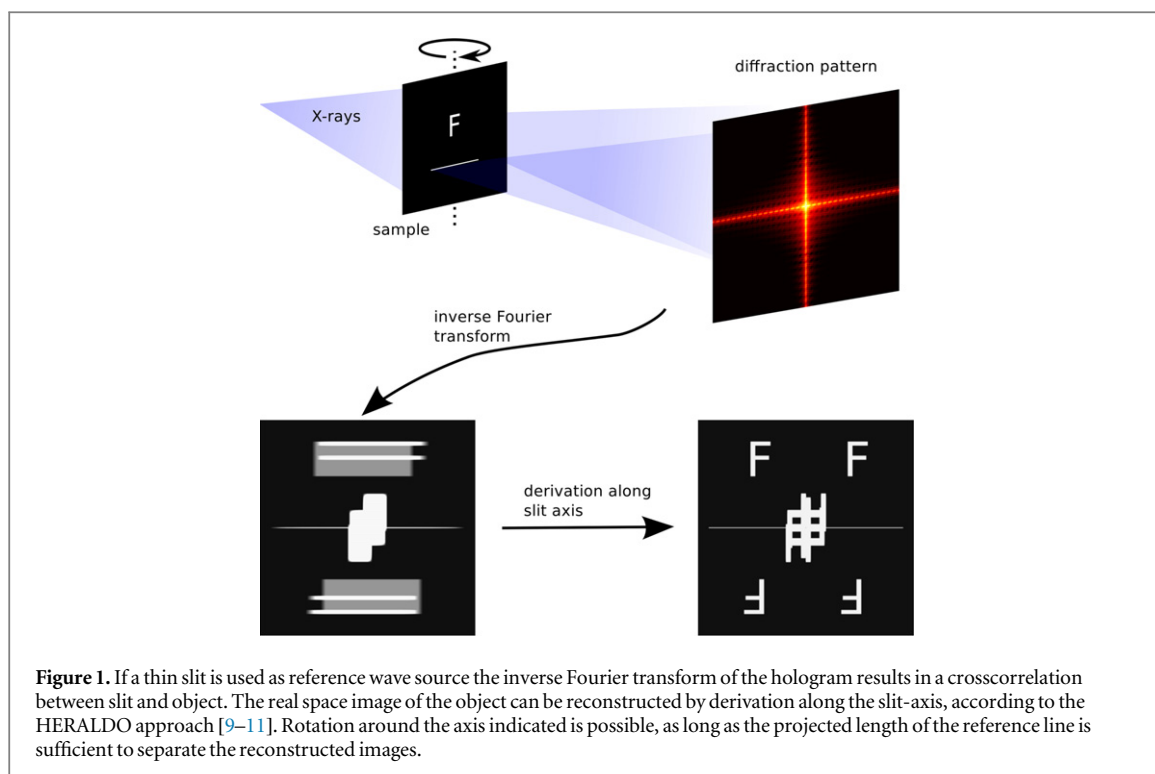 X-rays
F
sample
diffraction pattern
inverse Fourier
transform
derivation along
slit axis
F F
Figure 1. If a thin slit is used as reference wave source the inverse Fourier transform of the hologram results in a crosscorrelation
between slit and object. The real space image of the object can be reconstructed by derivation along the slit-axis, according to the
HERALDO approach [9–11]. Rotation around the axis indicated is possible, as long as the projected length of the reference line is
sufficient to separate the reconstructed images.